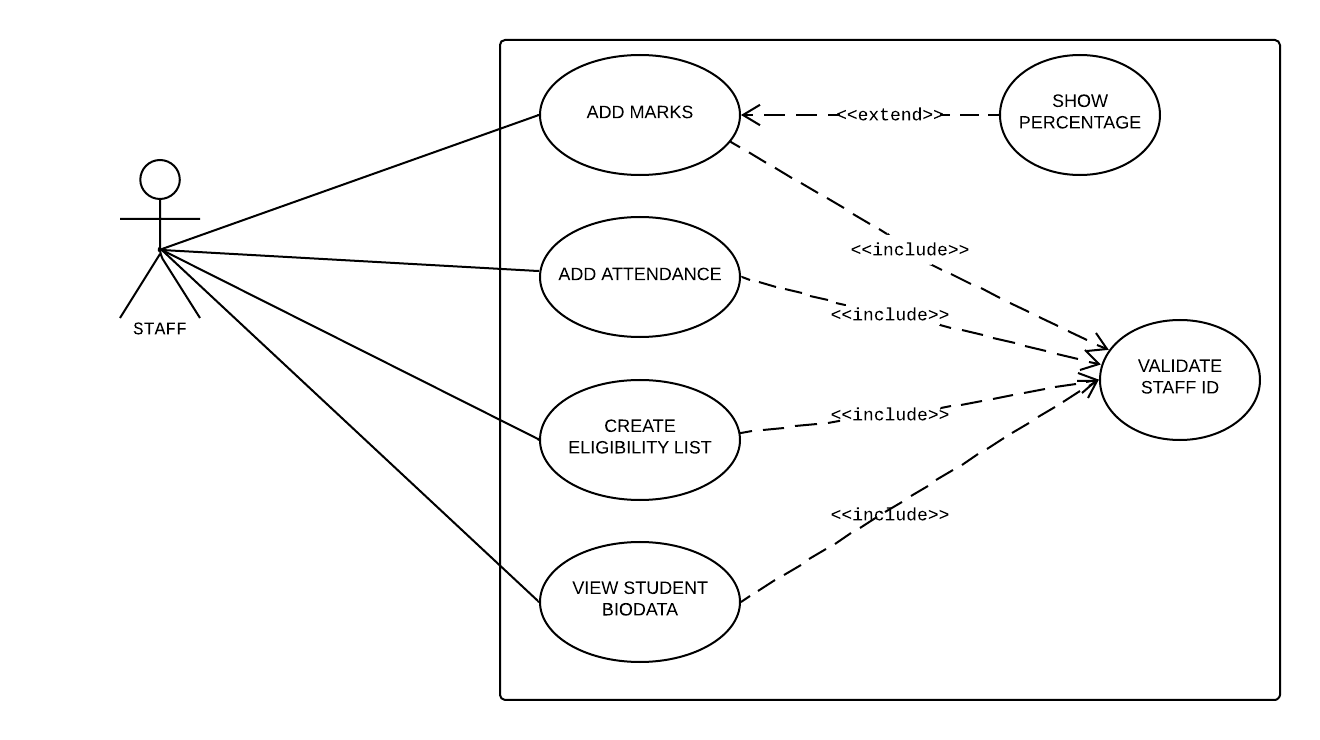 ADD MARKS
<<extend>>
SHOW
PERCENTAGE
<<include>>
ADD ATTENDANCE
<<include>>
STAFF
VALIDATE
STAFF ID
<<include>>
CREATE
ELIGIBILITY LIST
<<include>>
VIEW STUDENT
BIODATA